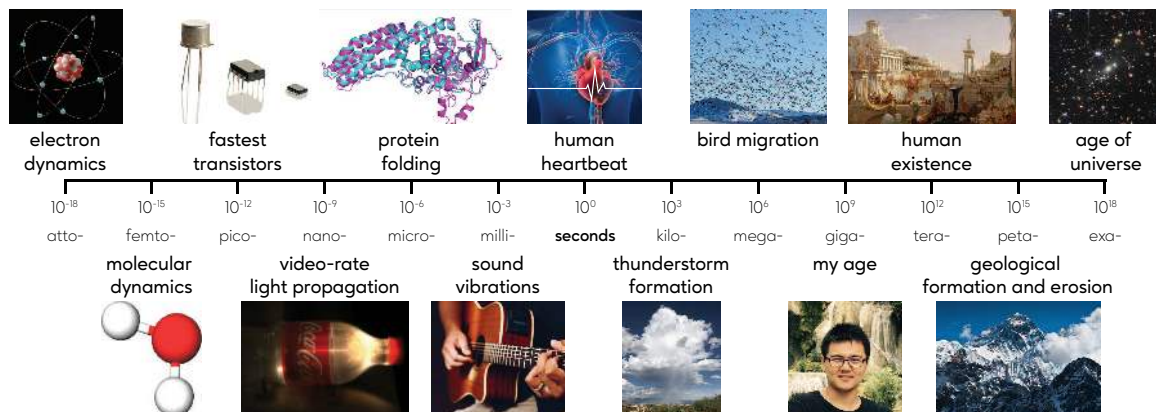 electron
dynamics
fastest
transistors
protein
folding
human
heartbeat
bird migration
human
existence
age of
universe
10⁻¹⁸ 10⁻¹⁵ 10⁻¹² 10⁻⁹ 10⁻⁶ 10⁻³ 10⁰ 10³ 10⁶ 10⁹ 10¹² 10¹⁵ 10¹⁸
atto- femto- pico- nano- micro- milli- seconds kilo- mega- giga- tera- peta- exa-
molecular
dynamics
video-rate
light propagation
sound
vibrations
thunderstorm
formation
my age
geological
formation and erosion
Coca-Cola